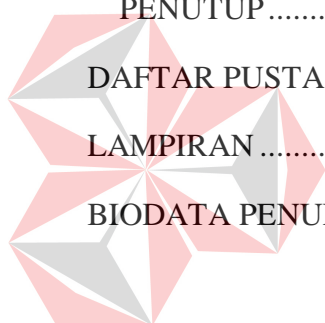 PENUTUP ........
DAFTAR PUSTA
LAMPIRAN ........
BIODATA PENU